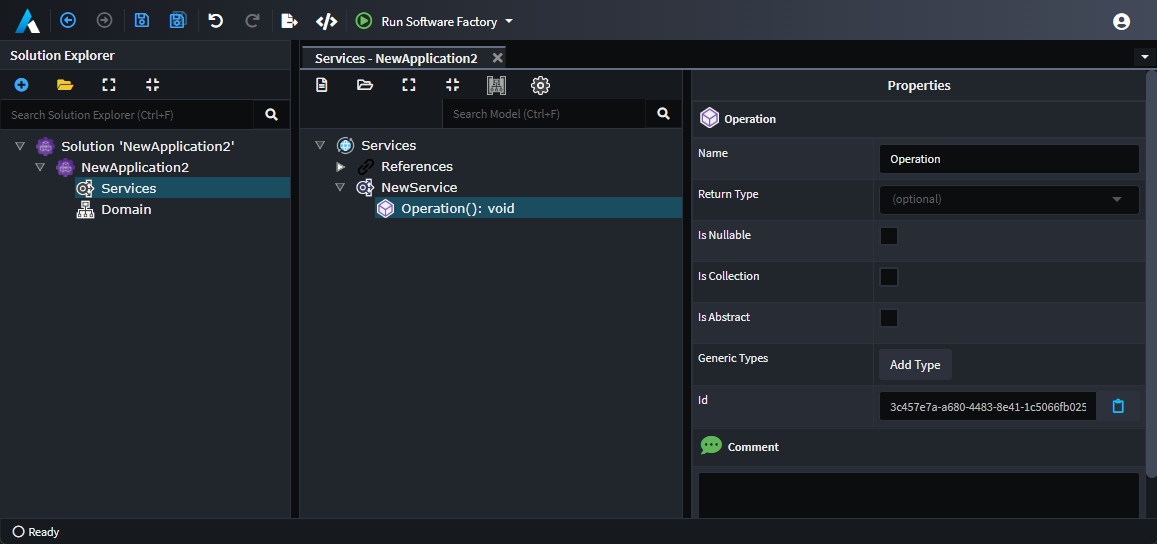 Run Software Factory
Solution Explorer
Search Solution Explorer (Ctrl+F)
Solution 'NewApplication2'
NewApplication2
Services
Domain
Services - NewApplication2
Search Model (Ctrl+F)
Services
References
NewService
Operation(): void
Properties
Operation
Name
Operation
Return Type
(optional)
Is Nullable
Is Collection
Is Abstract
Generic Types
Add Type
Id
3c457e7a-a680-4483-8e41-1c5066fb025
Comment
Ready